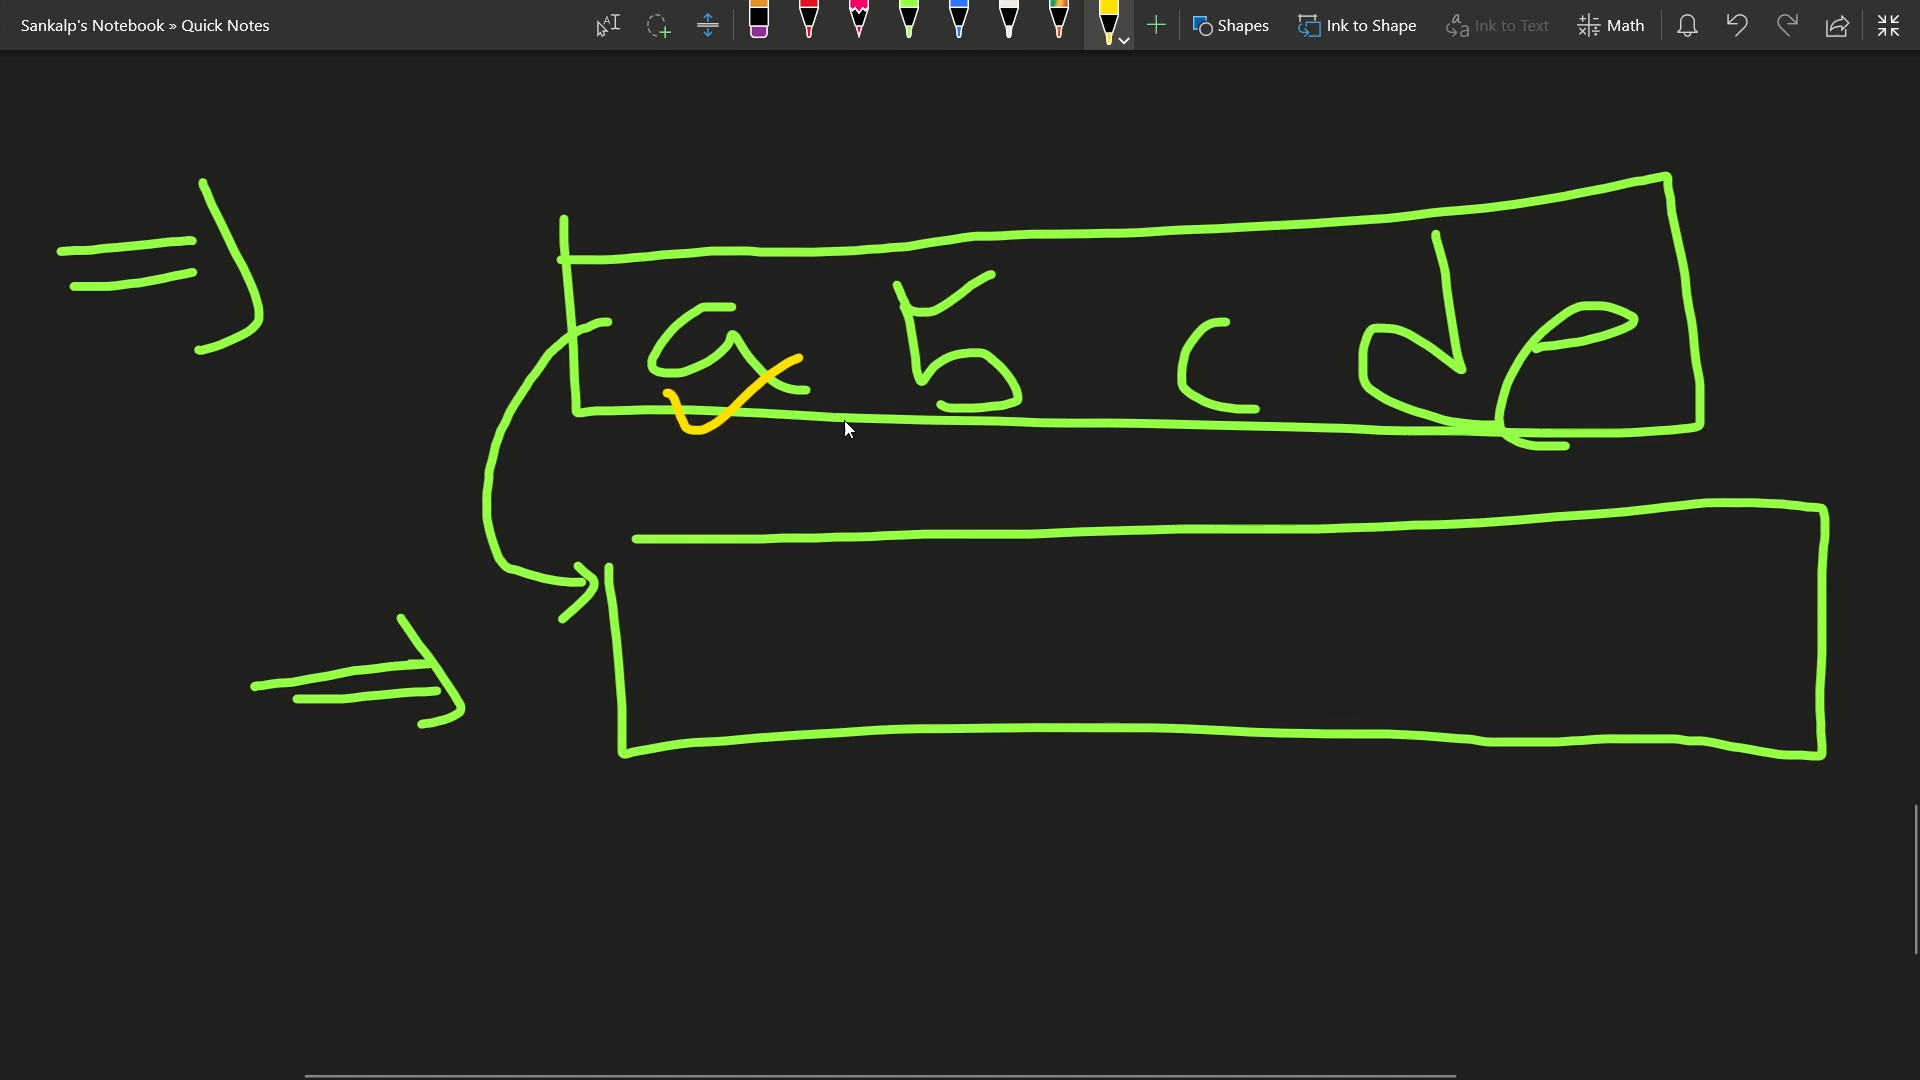 Sankalp's Notebook » Quick Notes
Shapes
Ink to Shape
Ink to Text
Math
a b c d e